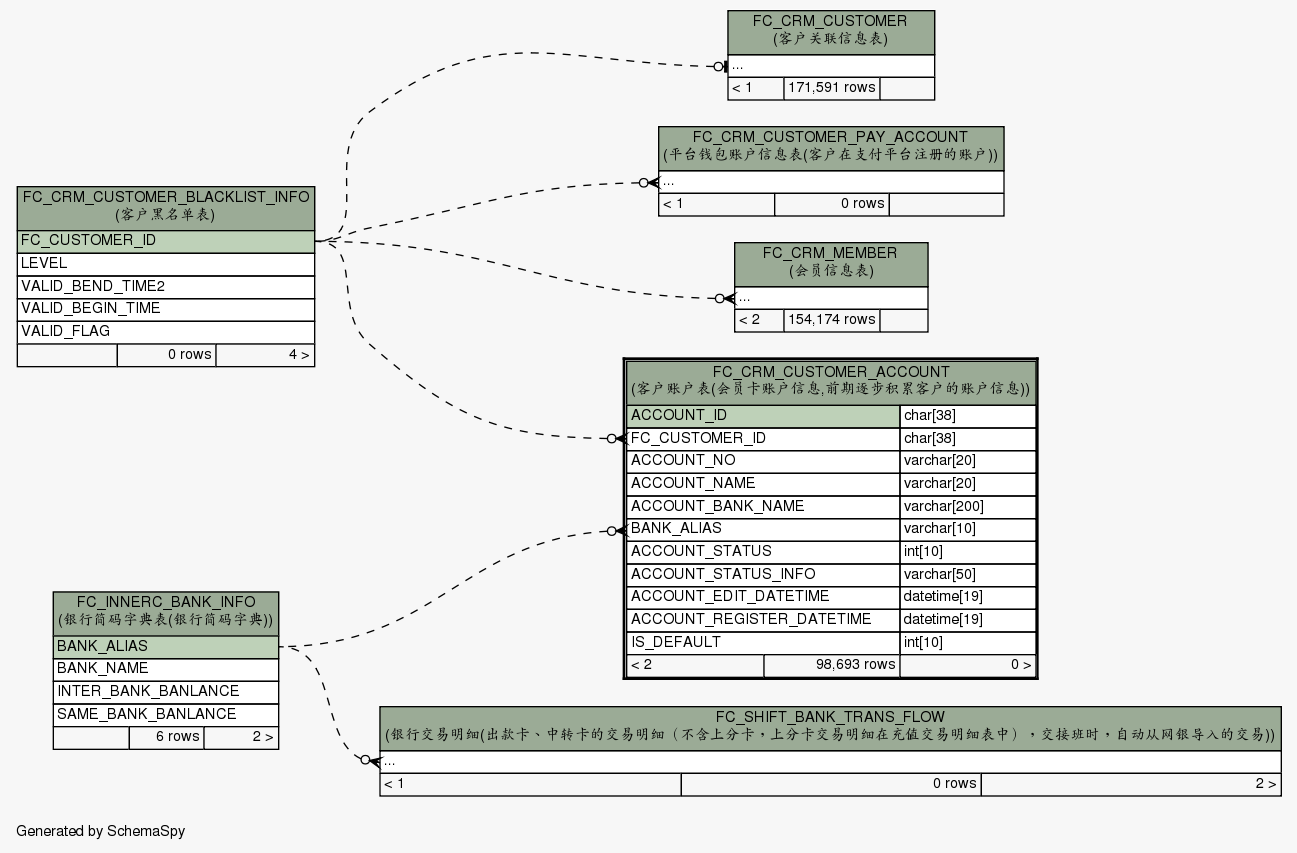 FC_CRM_CUSTOMER
(客户关联信息表)
...
< 1 171,591 rows
FC_CRM_CUSTOMER_PAY_ACCOUNT
(平台钱包账户信息表(客户在支付平台注册的账户))
...
< 1 0 rows
FC_CRM_CUSTOMER_BLACKLIST_INFO
(客户黑名单表)
FC_CUSTOMER_ID
LEVEL
VALID_BEND_TIME2
VALID_BEGIN_TIME
VALID_FLAG
0 rows 4 >
FC_CRM_MEMBER
(会员信息表)
...
< 2 154,174 rows
FC_CRM_CUSTOMER_ACCOUNT
(客户账户表(会员卡账户信息,前期逐步积累客户的账户信息))
ACCOUNT_ID char[38]
FC_CUSTOMER_ID char[38]
ACCOUNT_NO varchar[20]
ACCOUNT_NAME varchar[20]
ACCOUNT_BANK_NAME varchar[200]
BANK_ALIAS varchar[10]
ACCOUNT_STATUS int[10]
ACCOUNT_STATUS_INFO varchar[50]
ACCOUNT_EDIT_DATETIME datetime[19]
ACCOUNT_REGISTER_DATETIME datetime[19]
IS_DEFAULT int[10]
< 2 98,693 rows 0 >
FC_INNERC_BANK_INFO
(银行简码字典表(银行简码字典))
BANK_ALIAS
BANK_NAME
INTER_BANK_BANLANCE
SAME_BANK_BANLANCE
6 rows 2 >
FC_SHIFT_BANK_TRANS_FLOW
(银行交易明细(出款卡、中转卡的交易明细（不含上分卡，上分卡交易明细在充值交易明细表中），交接班时，自动从网银导入的交易))
...
< 1 0 rows 2 >
Generated by SchemaSpy